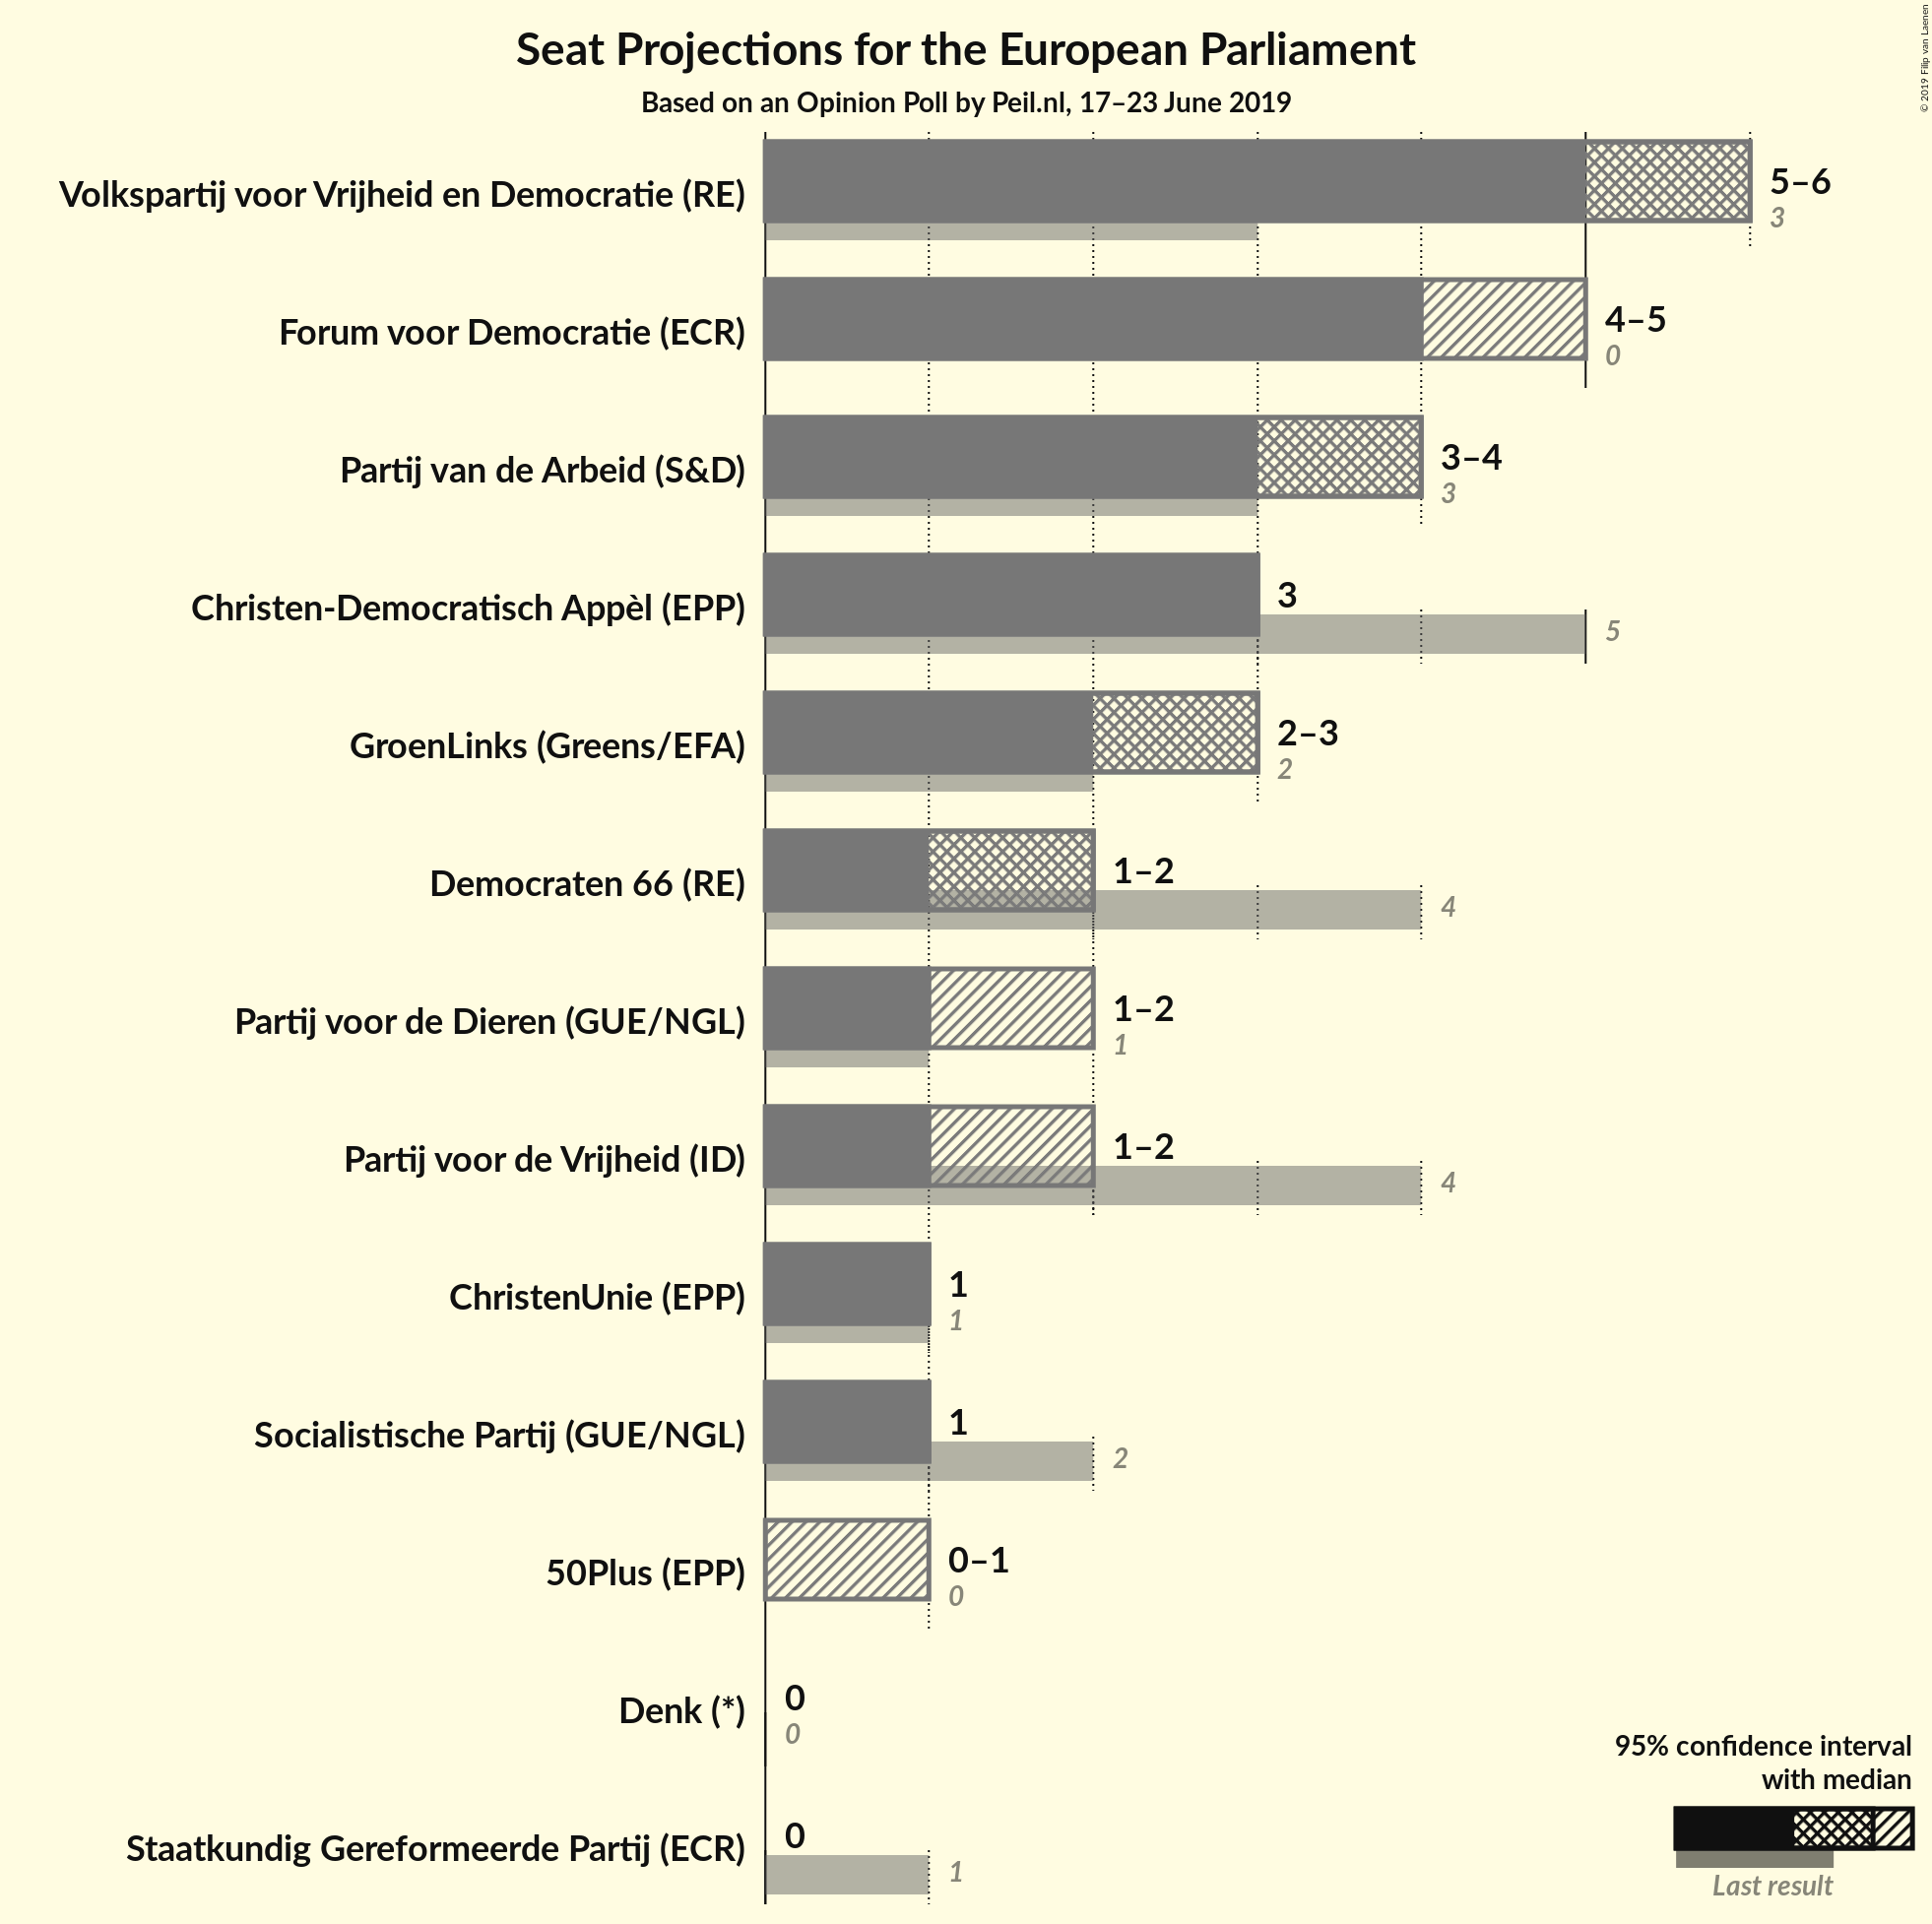 Seat Projections for the European Parliament
Based on an Opinion Poll by Peil.nl, 17–23 June 2019
© 2019 Filip van Laenen
Volkspartij voor Vrijheid en Democratie (RE)
5–6
3
Forum voor Democratie (ECR)
4–5
0
Partij van de Arbeid (S&D)
3–4
3
Christen-Democratisch Appèl (EPP)
3
5
GroenLinks (Greens/EFA)
2–3
2
Democraten 66 (RE)
1–2
4
Partij voor de Dieren (GUE/NGL)
1–2
1
Partij voor de Vrijheid (ID)
1–2
4
ChristenUnie (EPP)
1
1
Socialistische Partij (GUE/NGL)
1
2
50Plus (EPP)
0–1
0
Denk (*)
0
0
Staatkundig Gereformeerde Partij (ECR)
0
1
95% confidence interval
with median
Last result